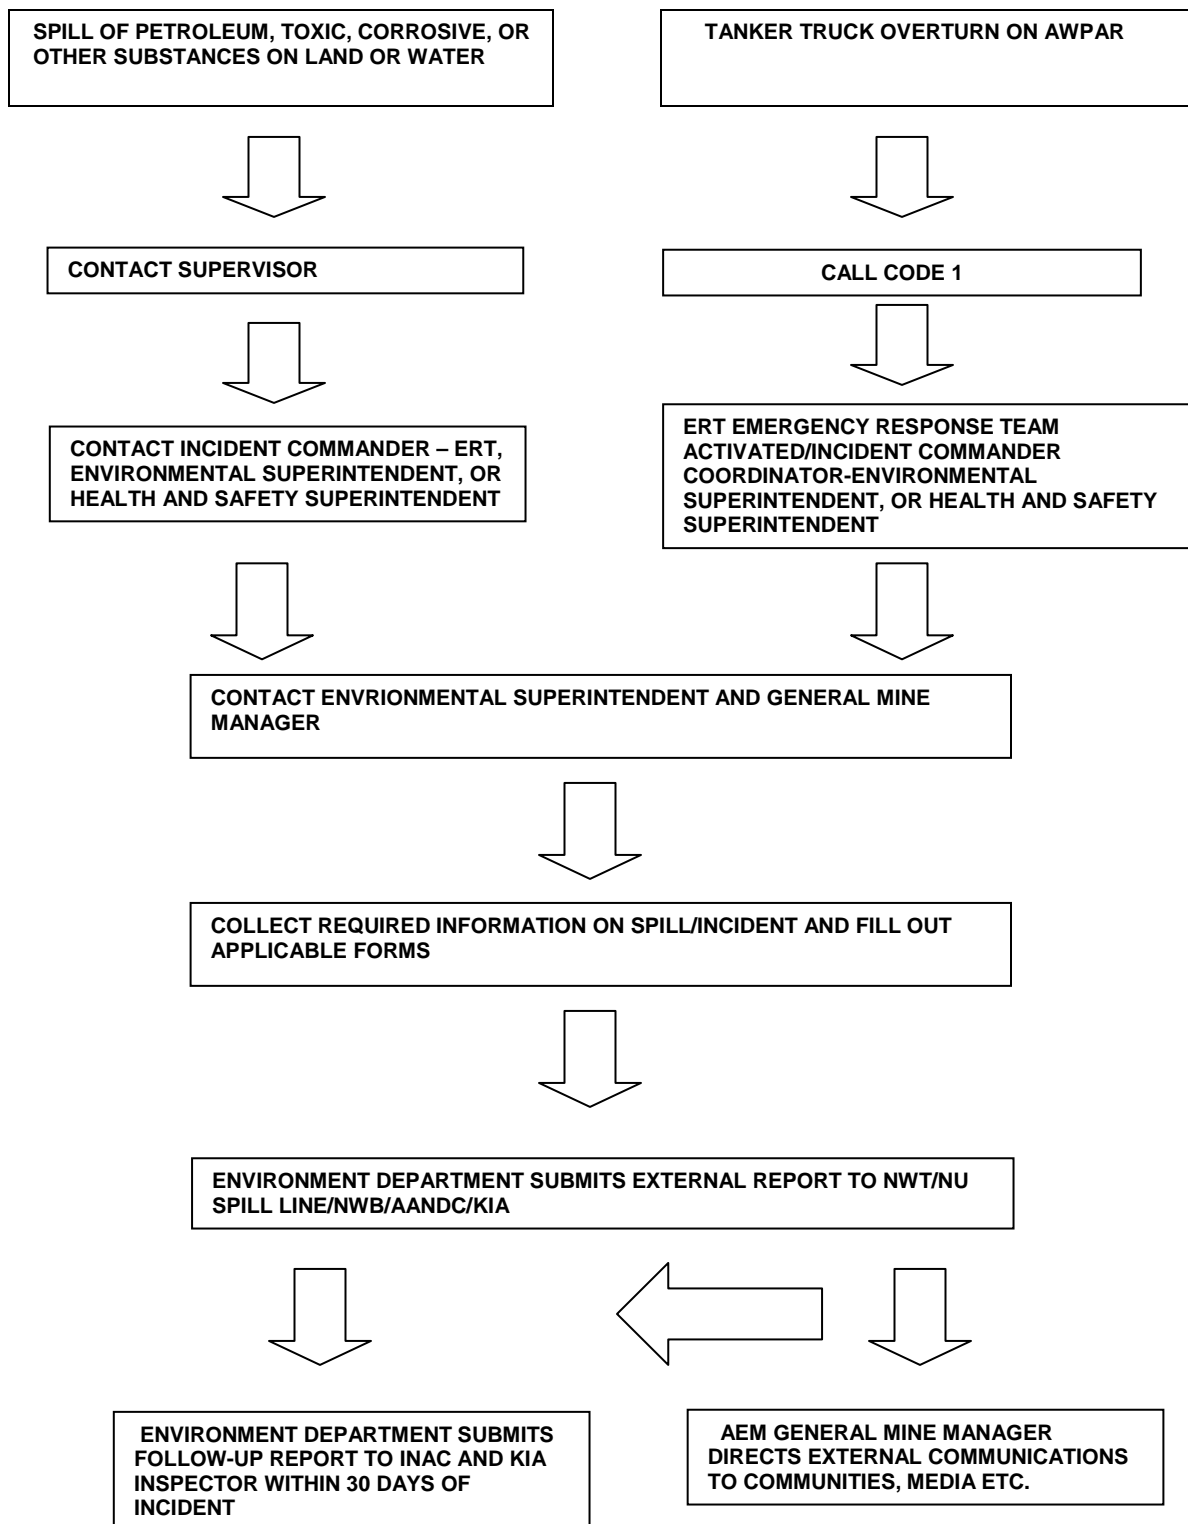 SPILL OF PETROLEUM, TOXIC, CORROSIVE, OR
OTHER SUBSTANCES ON LAND OR WATER
TANKER TRUCK OVERTURN ON AWPAR
CONTACT SUPERVISOR
CALL CODE 1
CONTACT INCIDENT COMMANDER – ERT,
ENVIRONMENTAL SUPERINTENDENT, OR
HEALTH AND SAFETY SUPERINTENDENT
ERT EMERGENCY RESPONSE TEAM
ACTIVATED/INCIDENT COMMANDER
COORDINATOR-ENVIRONMENTAL
SUPERINTENDENT, OR HEALTH AND SAFETY
SUPERINTENDENT
CONTACT ENVRIONMENTAL SUPERINTENDENT AND GENERAL MINE
MANAGER
COLLECT REQUIRED INFORMATION ON SPILL/INCIDENT AND FILL OUT
APPLICABLE FORMS
ENVIRONMENT DEPARTMENT SUBMITS EXTERNAL REPORT TO NWT/NU
SPILL LINE/NWB/AANDC/KIA
ENVIRONMENT DEPARTMENT SUBMITS
FOLLOW-UP REPORT TO INAC AND KIA
INSPECTOR WITHIN 30 DAYS OF
INCIDENT
AEM GENERAL MINE MANAGER
DIRECTS EXTERNAL COMMUNICATIONS
TO COMMUNITIES, MEDIA ETC.